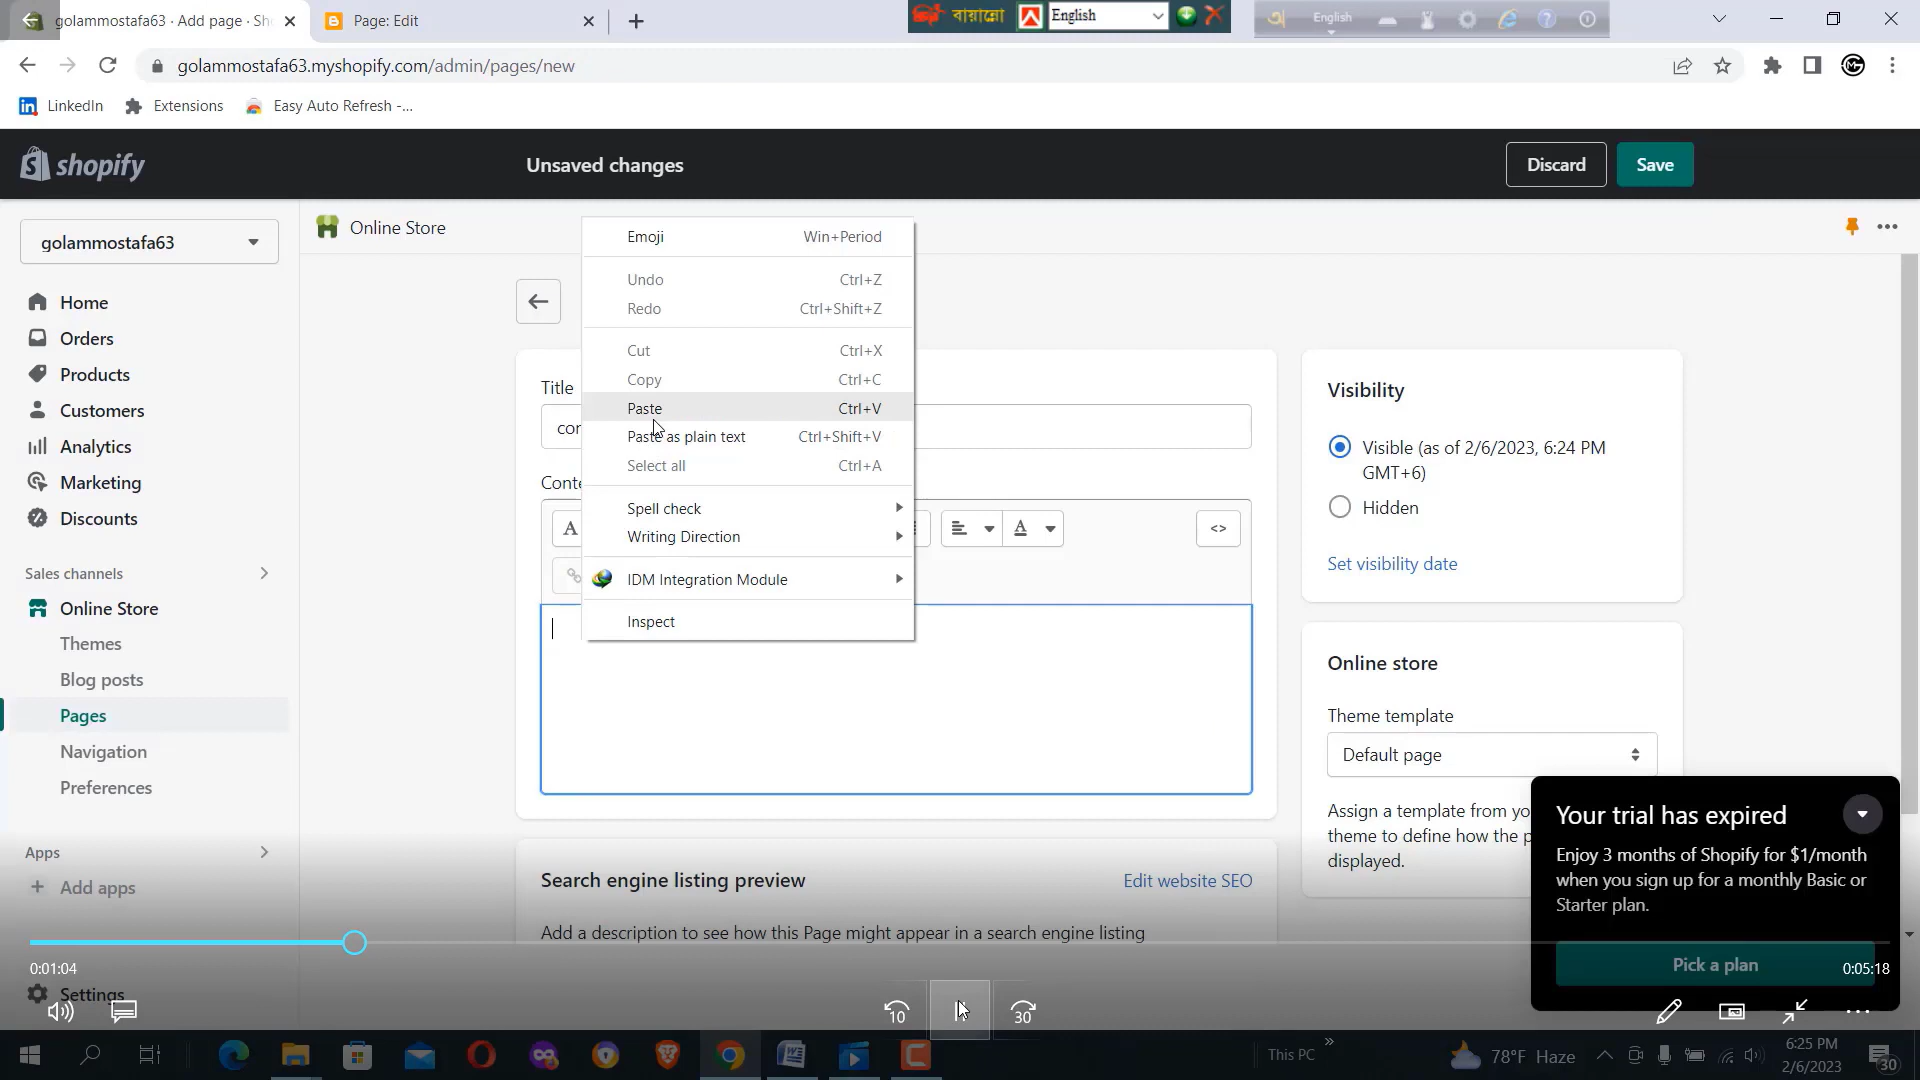 golammostafa63 · Add page · Sho
Page: Edit
বায়ান্নো
English
English
golammostafa63.myshopify.com/admin/pages/new
LinkedIn
Extensions
Easy Auto Refresh -...
shopify
Unsaved changes
Discard
Save
golammostafa63
Online Store
Home
Orders
Products
Customers
Analytics
Marketing
Discounts
Sales channels
Online Store
Themes
Blog posts
Pages
Navigation
Preferences
Apps
Add apps
Settings
Emoji Win+Period
Undo Ctrl+Z
Redo Ctrl+Shift+Z
Cut Ctrl+X
Copy Ctrl+C
Paste Ctrl+V
Paste as plain text Ctrl+Shift+V
Select all Ctrl+A
Spell check
Writing Direction
IDM Integration Module
Inspect
Title
con
Conte
A
A
<>
Visibility
Visible (as of 2/6/2023, 6:24 PM
GMT+6)
Hidden
Set visibility date
Online store
Theme template
Default page
Assign a template from yo
theme to define how the p
displayed.
Search engine listing preview
Edit website SEO
Add a description to see how this Page might appear in a search engine listing
Your trial has expired
Enjoy 3 months of Shopify for $1/month
when you sign up for a monthly Basic or
Starter plan.
Pick a plan
0:01:04
0:05:18
10
30
This PC
78°F Haze
6:25 PM
2/6/2023
30